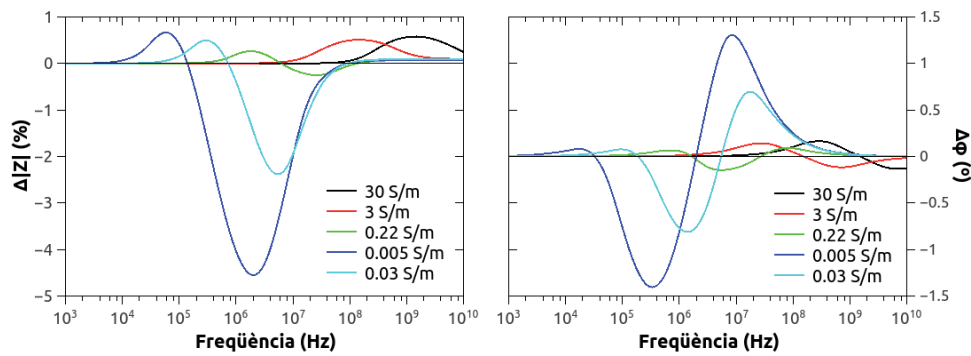 1
0
-1
-2
-3
-4
-5
Δ|Z| (%)
30 S/m
3 S/m
0.22 S/m
0.005 S/m
0.03 S/m
10³ 10⁴ 10⁵ 10⁶ 10⁷ 10⁸ 10⁹ 10¹⁰
Freqüència (Hz)
1.5
1
0.5
0
-0.5
-1
-1.5
ΔΦ (º)
30 S/m
3 S/m
0.22 S/m
0.005 S/m
0.03 S/m
10³ 10⁴ 10⁵ 10⁶ 10⁷ 10⁸ 10⁹ 10¹⁰
Freqüència (Hz)